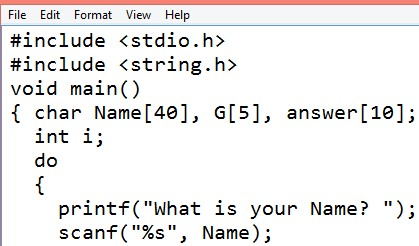 File Edit Format View Help
#include <stdio.h>
#include <string.h>
void main()
{ char Name[40], G[5], answer[10];
  int i;
  do
  {
    printf("What is your Name? ");
    scanf("%s", Name);